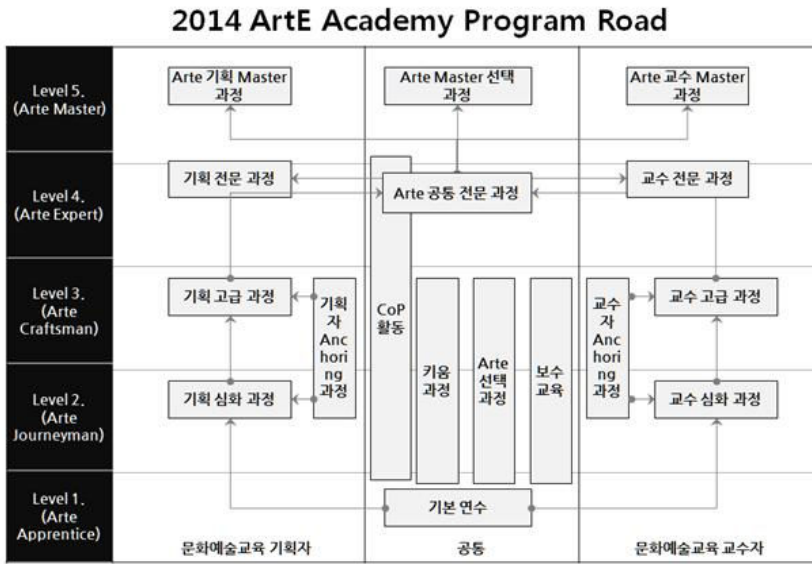 2014 ArtE Academy Program Road
Level 5.
(Arte Master)
Arte 기획 Master
과정
Arte Master 선택
과정
Arte 교수 Master
과정
Level 4.
(Arte Expert)
기획 전문 과정
Arte 공통 전문 과정
교수 전문 과정
Level 3.
(Arte
Craftsman)
기획 고급 과정
기획
자
Anc
hori
ng
과정
CoP
활동
키움
과정
Arte
선택
과정
보수
교육
교수
자
Anc
hori
ng
과정
교수 고급 과정
Level 2.
(Arte
Journeyman)
기획 심화 과정
교수 심화 과정
Level 1.
(Arte
Apprentice)
기본 연수
문화예술교육 기획자
공통
문화예술교육 교수자